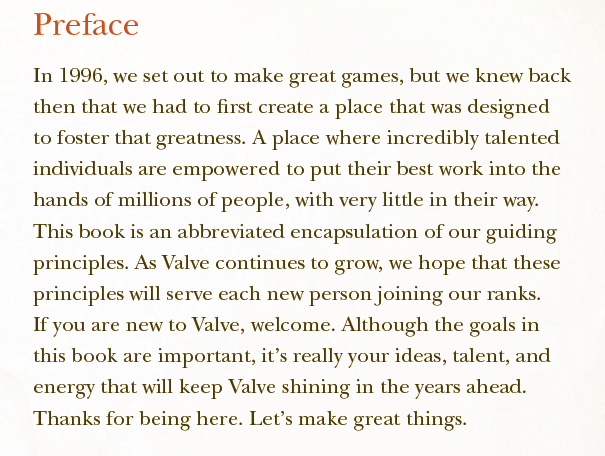 Preface
In 1996, we set out to make great games, but we knew back
then that we had to first create a place that was designed
to foster that greatness. A place where incredibly talented
individuals are empowered to put their best work into the
hands of millions of people, with very little in their way.
This book is an abbreviated encapsulation of our guiding
principles. As Valve continues to grow, we hope that these
principles will serve each new person joining our ranks.
If you are new to Valve, welcome. Although the goals in
this book are important, it’s really your ideas, talent, and
energy that will keep Valve shining in the years ahead.
Thanks for being here. Let’s make great things.